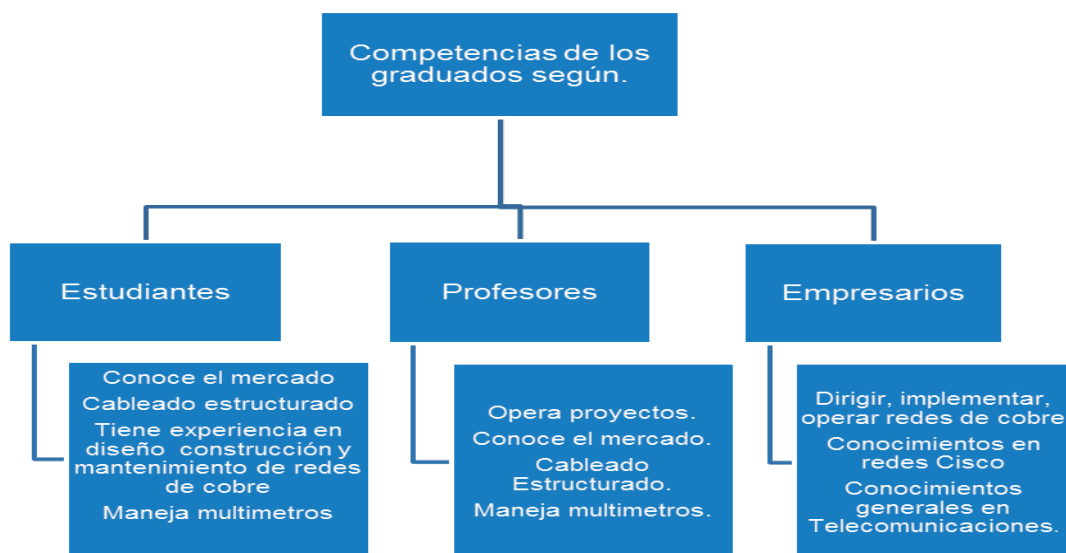 Competencias de los
graduados según.
Estudiantes
Profesores
Empresarios
Conoce el mercado
Cableado estructurado
Tiene experiencia en
diseño construcción y
mantenimiento de redes
de cobre
Maneja multimetros
Opera proyectos.
Conoce el mercado.
Cableado
Estructurado.
Maneja multimetros.
Dirigir, implementar,
operar redes de cobre
Conocimientos en
redes Cisco
Conocimientos
generales en
Telecomunicaciones.